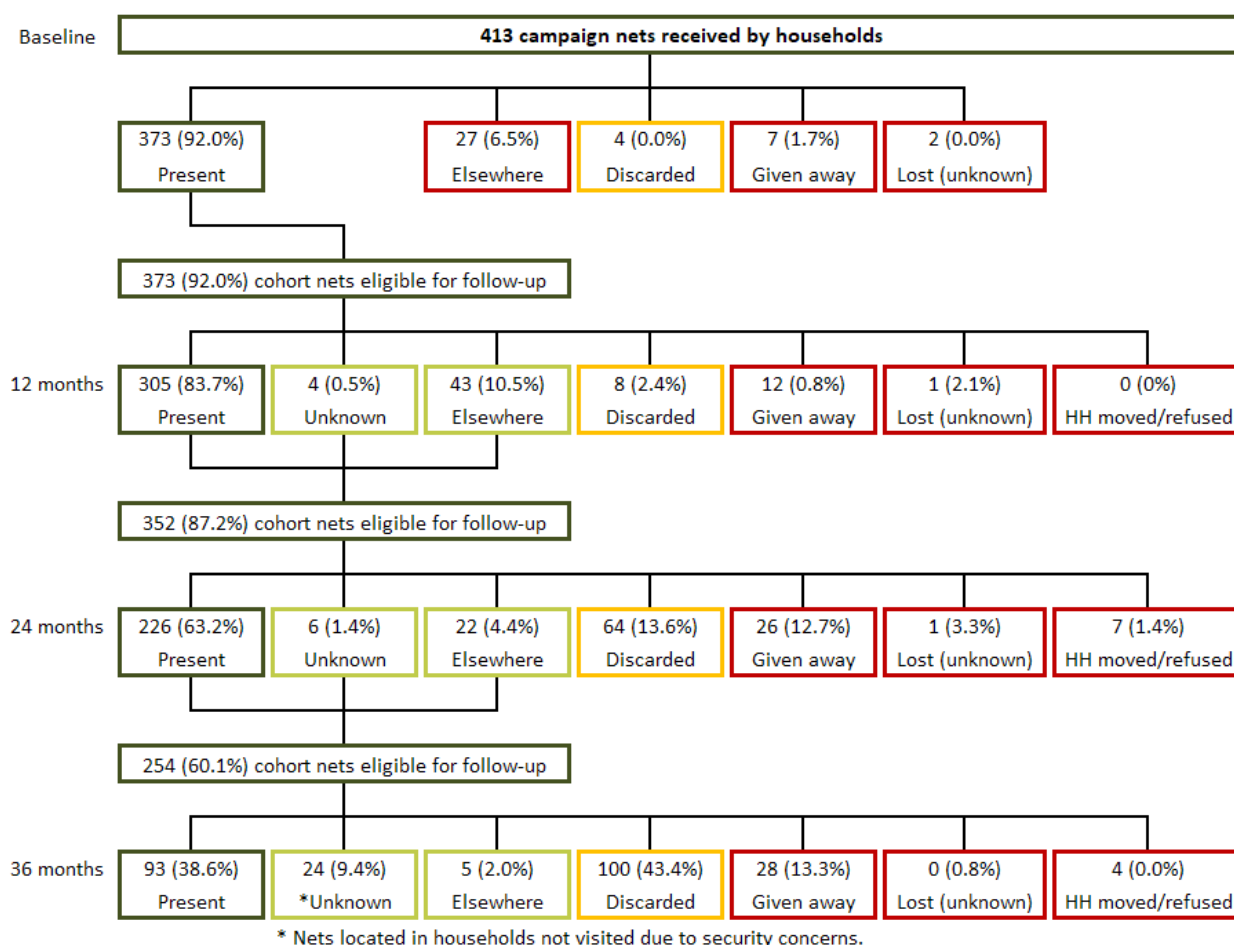 Baseline
413 campaign nets received by households
373 (92.0%) Present
27 (6.5%) Elsewhere
4 (0.0%) Discarded
7 (1.7%) Given away
2 (0.0%) Lost (unknown)
373 (92.0%) cohort nets eligible for follow-up
12 months
305 (83.7%) Present
4 (0.5%) Unknown
43 (10.5%) Elsewhere
8 (2.4%) Discarded
12 (0.8%) Given away
1 (2.1%) Lost (unknown)
0 (0%) HH moved/refused
352 (87.2%) cohort nets eligible for follow-up
24 months
226 (63.2%) Present
6 (1.4%) Unknown
22 (4.4%) Elsewhere
64 (13.6%) Discarded
26 (12.7%) Given away
1 (3.3%) Lost (unknown)
7 (1.4%) HH moved/refused
254 (60.1%) cohort nets eligible for follow-up
36 months
93 (38.6%) Present
24 (9.4%) *Unknown
5 (2.0%) Elsewhere
100 (43.4%) Discarded
28 (13.3%) Given away
0 (0.8%) Lost (unknown)
4 (0.0%) HH moved/refused
* Nets located in households not visited due to security concerns.